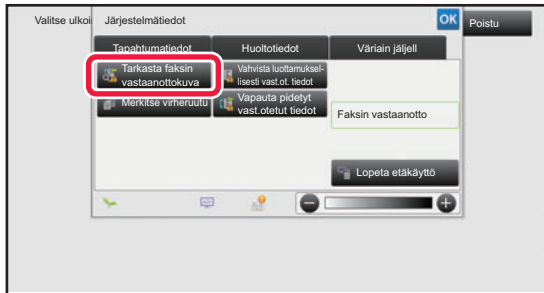 Valitse ulkoi
Järjestelmätiedot
OK
Poistu
Tapahtumatiedot
Huoltotiedot
Väriain jäljell
Tarkasta faksin
vastaanottokuva
Vahvista luottamuksel-
lisesti vast.ot. tiedot
Merkitse virheruutu
Vapauta pidetyt
vast.otetut tiedot
Faksin vastaanotto
Lopeta etäkäyttö